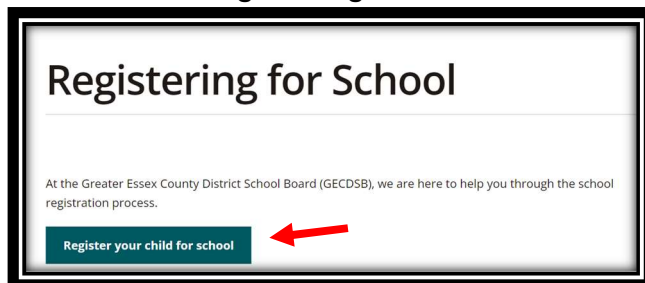 Registering for School
At the Greater Essex County District School Board (GECDSB), we are here to help you through the school
registration process.
Register your child for school